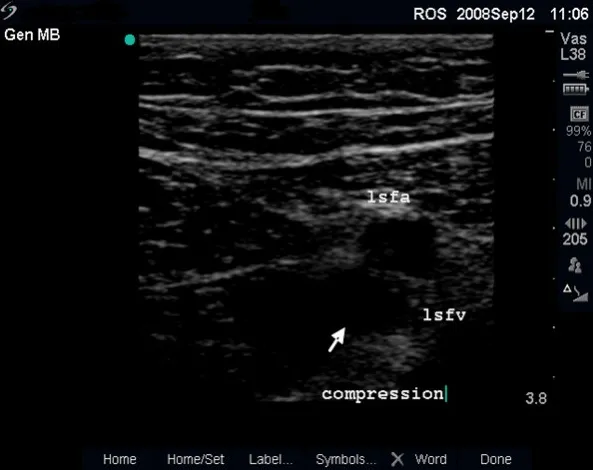 ROS 2008Sep12 11:06
Gen MB
Vas
L38
CF
99%
76
0
MI
0.9
205
lsfa
lsfv
compression
3.8
Home Home/Set Label... Symbols... Word Done